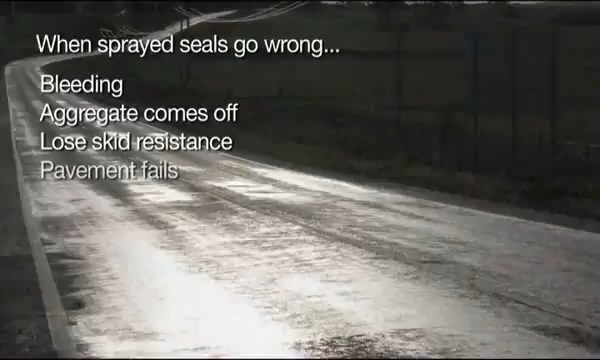 When sprayed seals go wrong...
Bleeding
Aggregate comes off
Lose skid resistance
Pavement fails